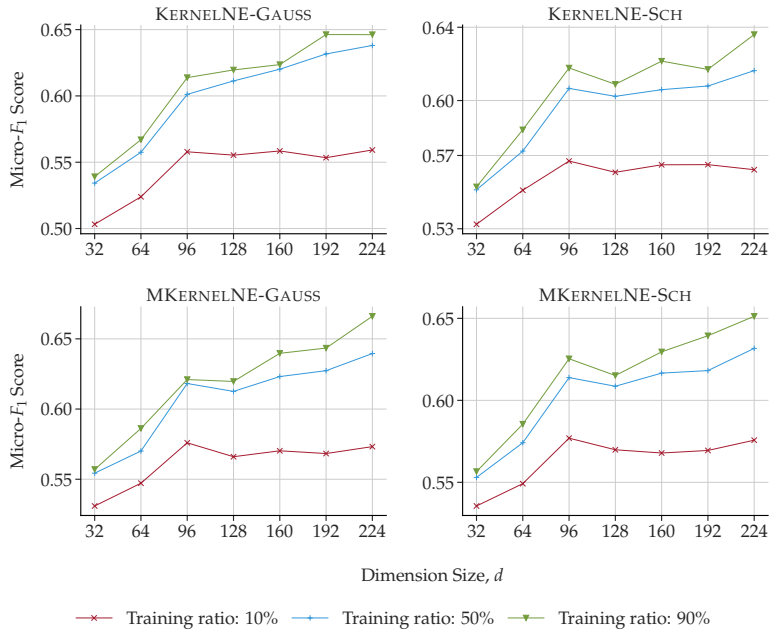 KERNELNE-GAUSS
Micro-F₁ Score
0.65
0.60
0.55
0.50
32 64 96 128 160 192 224
KERNELNE-SCH
0.64
0.60
0.57
0.53
32 64 96 128 160 192 224
MKERNELNE-GAUSS
Micro-F₁ Score
0.65
0.60
0.55
32 64 96 128 160 192 224
MKERNELNE-SCH
0.65
0.60
0.55
32 64 96 128 160 192 224
Dimension Size, d
Training ratio: 10% Training ratio: 50% Training ratio: 90%